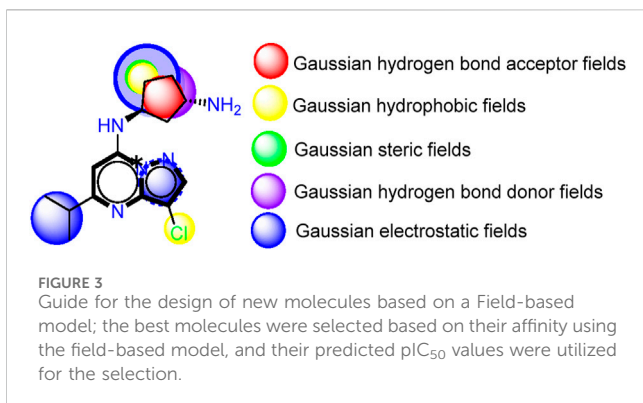 Gaussian hydrogen bond acceptor fields
Gaussian hydrophobic fields
Gaussian steric fields
Gaussian hydrogen bond donor fields
Gaussian electrostatic fields
NH₂
HN
N
N
N
Cl
FIGURE 3
Guide for the design of new molecules based on a Field-based
model; the best molecules were selected based on their affinity using
the field-based model, and their predicted pIC₅₀ values were utilized
for the selection.